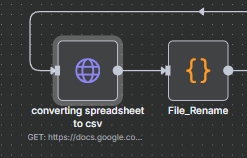 {}
converting spreadsheet
to csv
File_Rename
GET: https://docs.google.co...